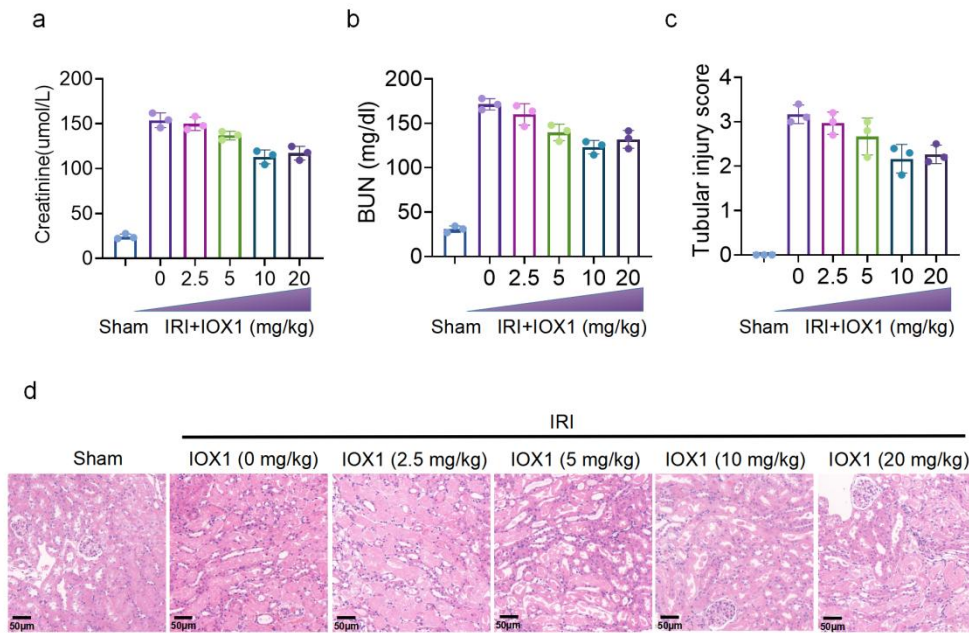 a
Creatinine(umol/L)
200
150
100
50
0
0 2.5 5 10 20
Sham IRI+IOX1 (mg/kg)
b
BUN (mg/dl)
200
150
100
50
0
0 2.5 5 10 20
Sham IRI+IOX1 (mg/kg)
c
Tubular injury score
4
3
2
1
0
0 2.5 5 10 20
Sham IRI+IOX1 (mg/kg)
d
IRI
Sham IOX1 (0 mg/kg) IOX1 (2.5 mg/kg) IOX1 (5 mg/kg) IOX1 (10 mg/kg) IOX1 (20 mg/kg)
50μm 50μm 50μm 50μm 50μm 50μm